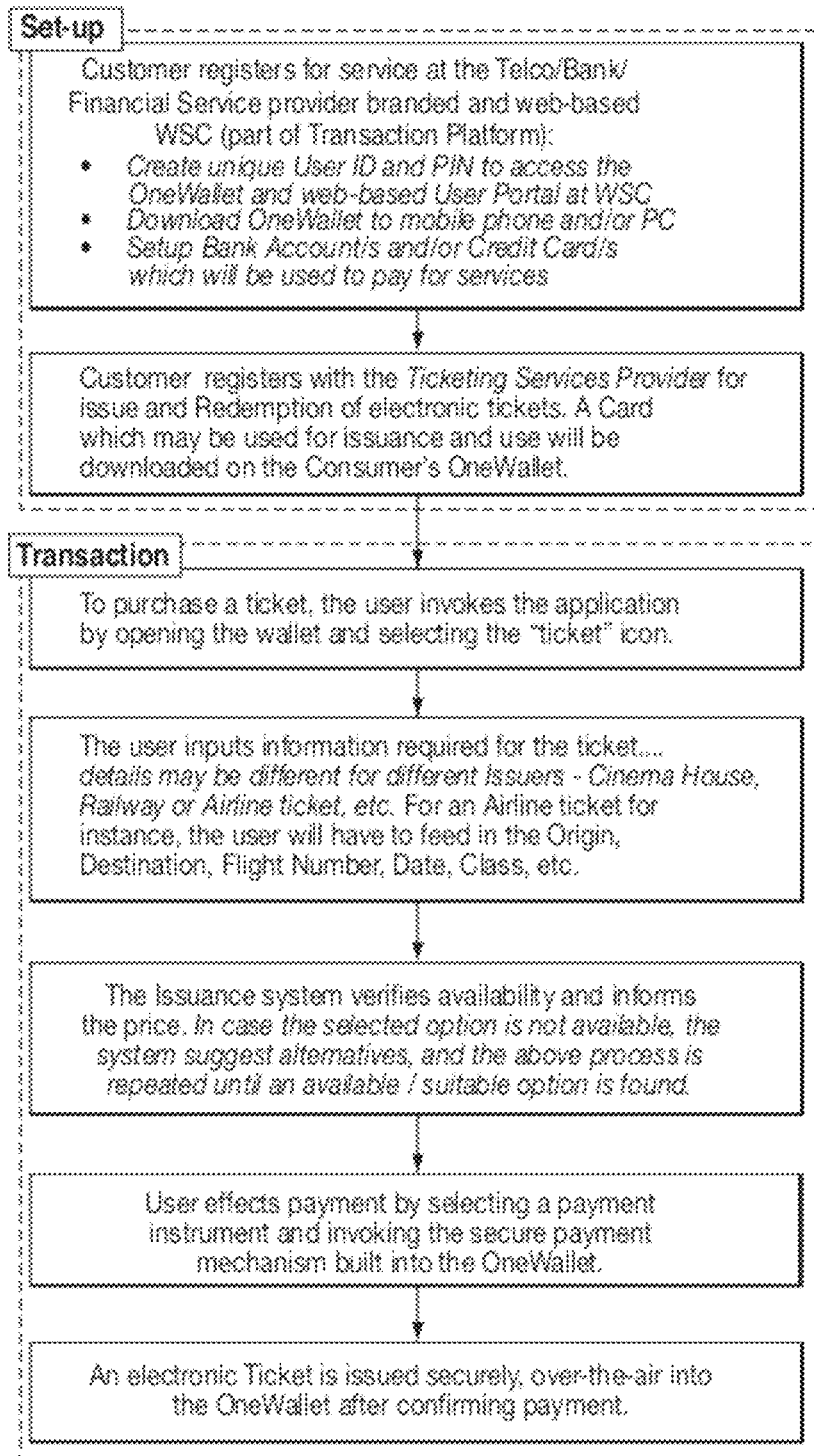 Set-up
Customer registers for service at the Telco/Bank/
Financial Service provider branded and web-based
WSC (part of Transaction Platform):
• Create unique User ID and PIN to access the
OneWallet and web-based User Portal at WSC
• Download OneWallet to mobile phone and/or PC
• Setup Bank Account/s and/or Credit Card/s
which will be used to pay for services
Customer registers with the Ticketing Services Provider for
issue and Redemption of electronic tickets. A Card
which may be used for issuance and use will be
downloaded on the Consumer's OneWallet.
Transaction
To purchase a ticket, the user invokes the application
by opening the wallet and selecting the "ticket" icon.
The user inputs information required for the ticket....
details may be different for different Issuers - Cinema House,
Railway or Airline ticket, etc. For an Airline ticket for
instance, the user will have to feed in the Origin,
Destination, Flight Number, Date, Class, etc.
The Issuance system verifies availability and informs
the price. In case the selected option is not available, the
system suggest alternatives, and the above process is
repeated until an available / suitable option is found.
User effects payment by selecting a payment
instrument and invoking the secure payment
mechanism built into the OneWallet.
An electronic Ticket is issued securely, over-the-air into
the OneWallet after confirming payment.